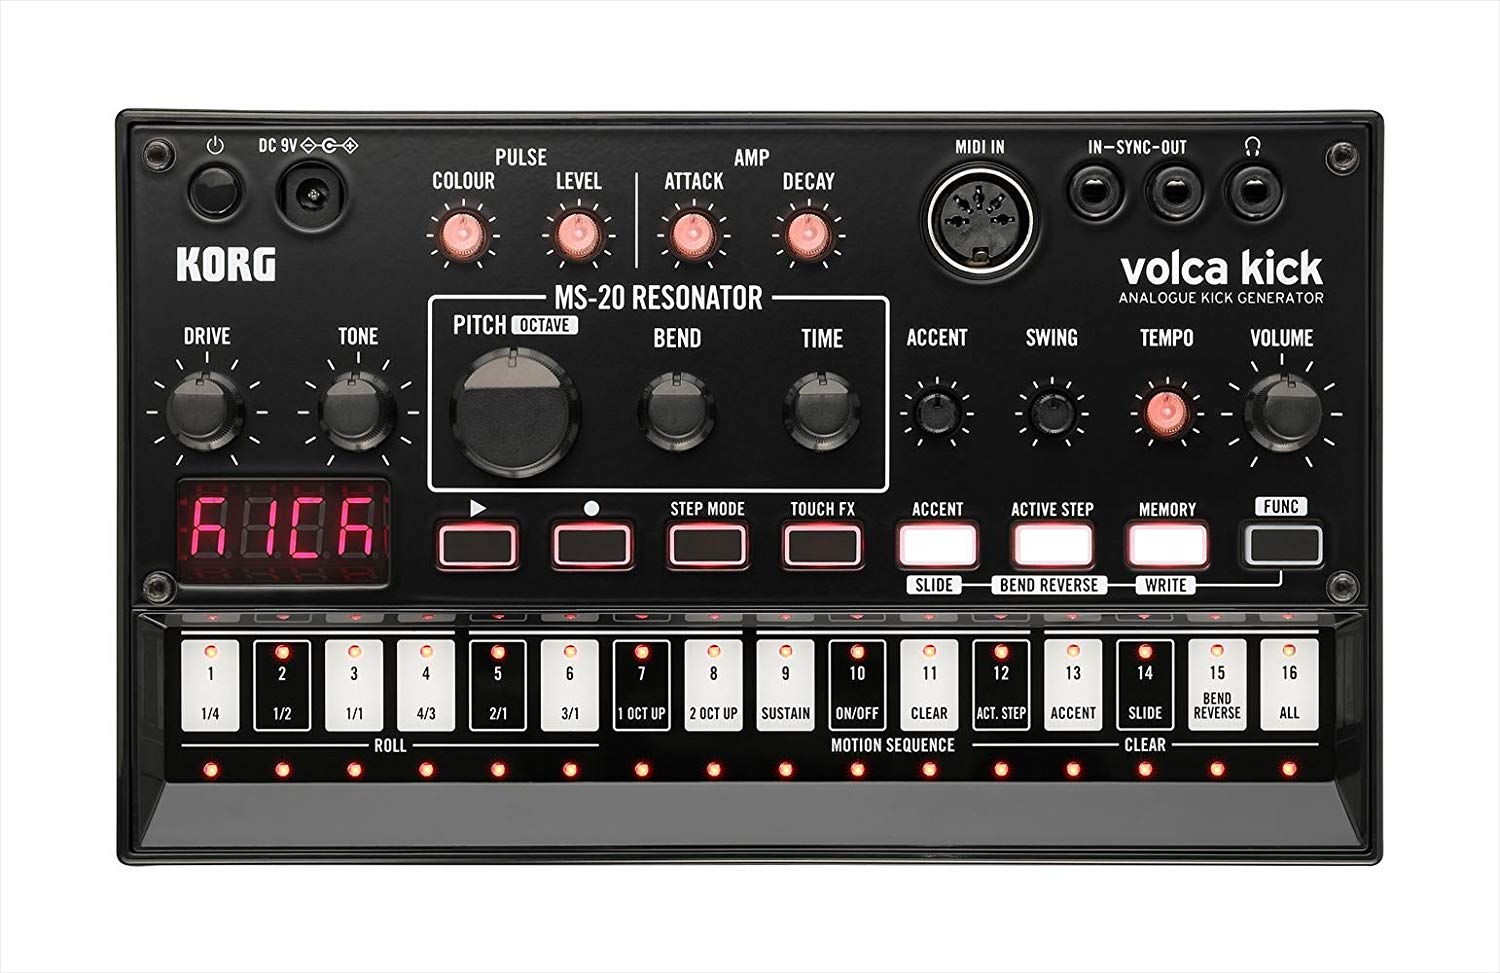 DC 9V
PULSE
AMP
MIDI IN
IN-SYNC-OUT
COLOUR
LEVEL
ATTACK
DECAY
KORG
volca kick
ANALOGUE KICK GENERATOR
MS-20 RESONATOR
DRIVE
TONE
PITCH OCTAVE
BEND
TIME
ACCENT
SWING
TEMPO
VOLUME
STEP MODE
TOUCH FX
ACCENT
ACTIVE STEP
MEMORY
FUNC
KICK
SLIDE
BEND REVERSE
WRITE
1 2 3 4 5 6 7 8 9 10 11 12 13 14 15 16
1/4 1/2 1/1 4/3 2/1 3/1 1 OCT UP 2 OCT UP SUSTAIN ON/OFF CLEAR ACT. STEP ACCENT SLIDE BEND REVERSE ALL
ROLL
MOTION SEQUENCE
CLEAR